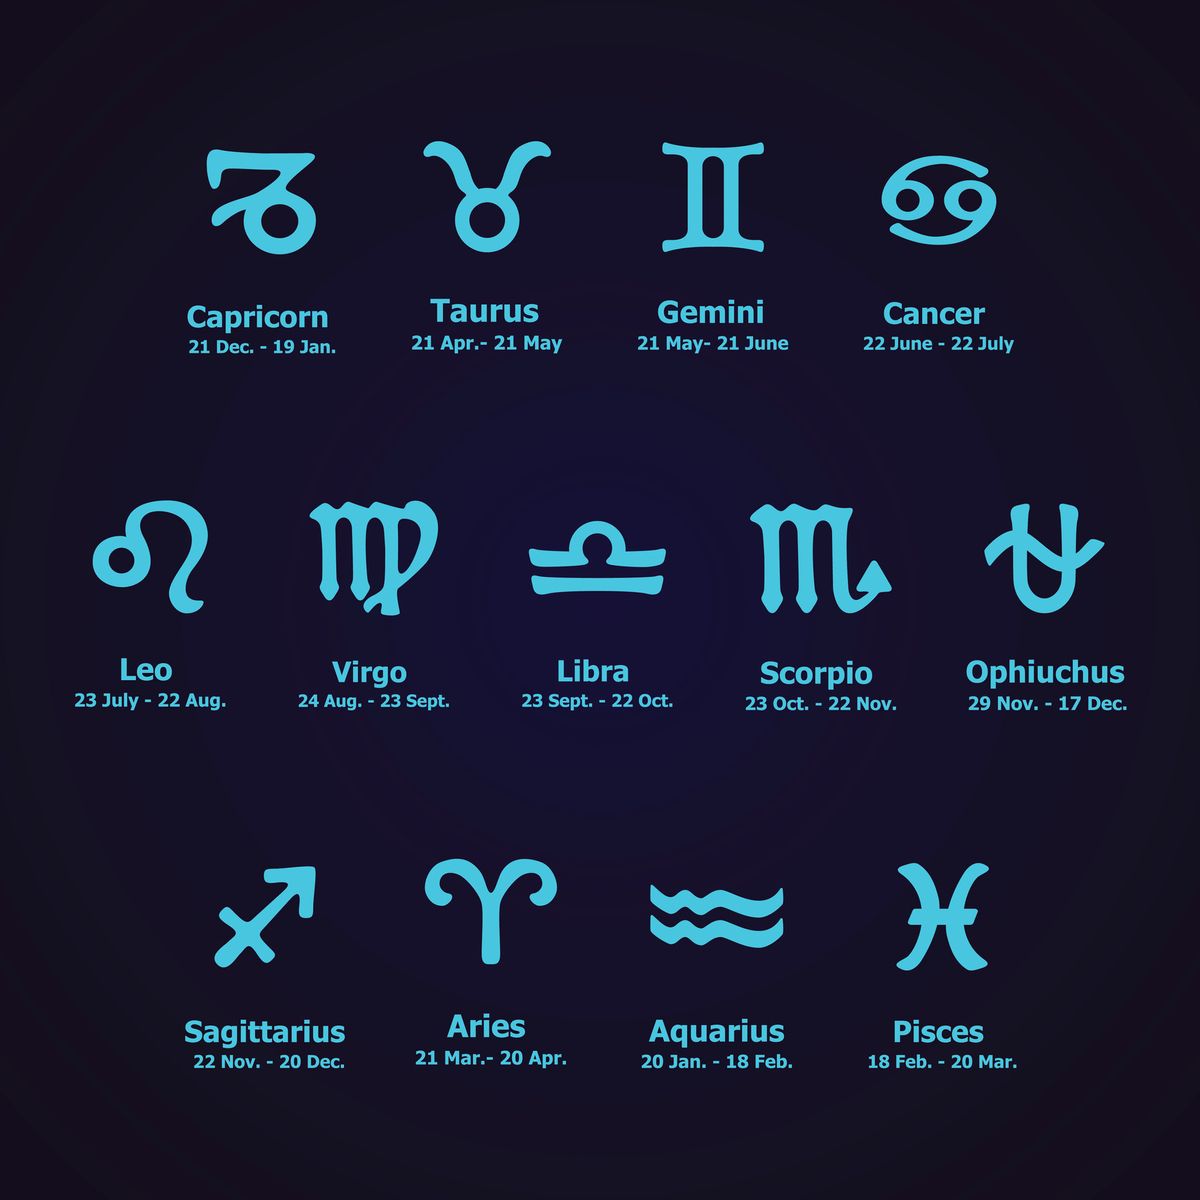 Capricorn
21 Dec. - 19 Jan.
Taurus
21 Apr.- 21 May
Gemini
21 May- 21 June
Cancer
22 June - 22 July
Leo
23 July - 22 Aug.
Virgo
24 Aug. - 23 Sept.
Libra
23 Sept. - 22 Oct.
Scorpio
23 Oct. - 22 Nov.
Ophiuchus
29 Nov. - 17 Dec.
Sagittarius
22 Nov. - 20 Dec.
Aries
21 Mar.- 20 Apr.
Aquarius
20 Jan. - 18 Feb.
Pisces
18 Feb. - 20 Mar.